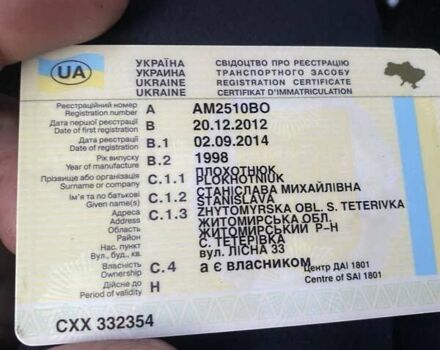 UA
УКРАЇНА
УКРАИНА
UKRAINE
UKRAINE
СВІДОЦТВО ПРО РЕЄСТРАЦІЮ
ТРАНСПОРТНОГО ЗАСОБУ
REGISTRATION CERTIFICATE
CERTIFICAT D'IMMATRICULATION
Реєстраційний номер
Registration number A AM2510BO
Дата першої реєстрації
Date of first registration B 20.12.2012
Дата реєстрації
Date of registration B.1 02.09.2014
Рік випуску
Year of manufacture B.2 1998
Прізвище або організація
Surname or company C.1.1 ПЛОХОТНЮК
PLOKHOTNIUK
Ім'я та по батькові
Given name(s) C.1.2 СТАНІСЛАВА МИХАЙЛІВНА
STANISLAVA
Адреса
Address C.1.3 ZHYTOMYRSKA OBL. S. TETERIVKA
Область ЖИТОМИРСЬКА ОБЛ.
Район ЖИТОМИРСЬКИЙ Р-Н
Нас. пункт С. ТЕТЕРІВКА
Вул., буд., кв. ВУЛ. ЛІСНА 33
Власність
Ownership C.4 а є власником
Центр ДАІ 1801
Centre of SAI 1801
Дійсне до
Period of validity H
CXX 332354